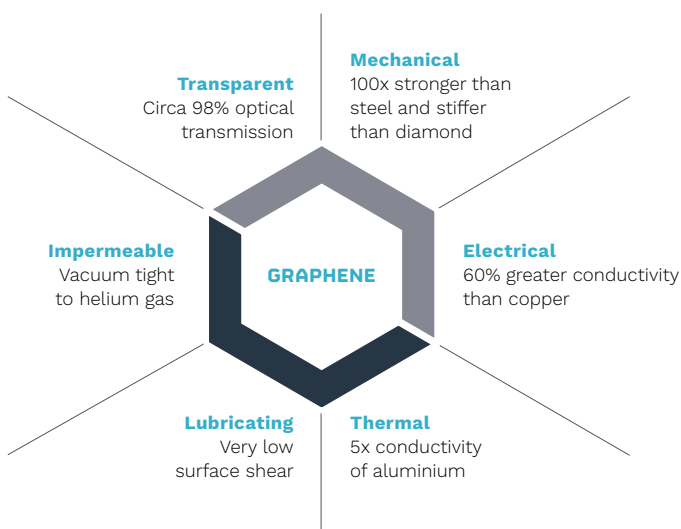 Mechanical
100x stronger than
steel and stiffer
than diamond
Transparent
Circa 98% optical
transmission
Impermeable
Vacuum tight
to helium gas
GRAPHENE
Electrical
60% greater conductivity
than copper
Lubricating
Very low
surface shear
Thermal
5x conductivity
of aluminium